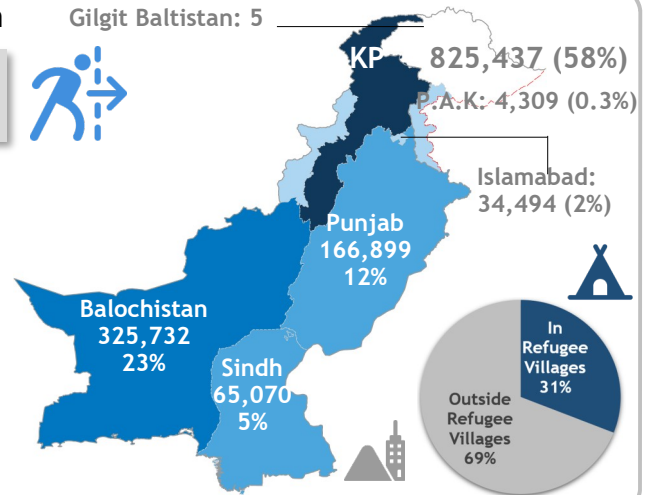 Gilgit Baltistan: 5
KP 825,437 (58%)
P.A.K: 4,309 (0.3%)
Islamabad:
34,494 (2%)
Punjab
166,899
12%
Balochistan
325,732
23%
Sindh
65,070
5%
In
Refugee
Villages
31%
Outside
Refugee
Villages
69%